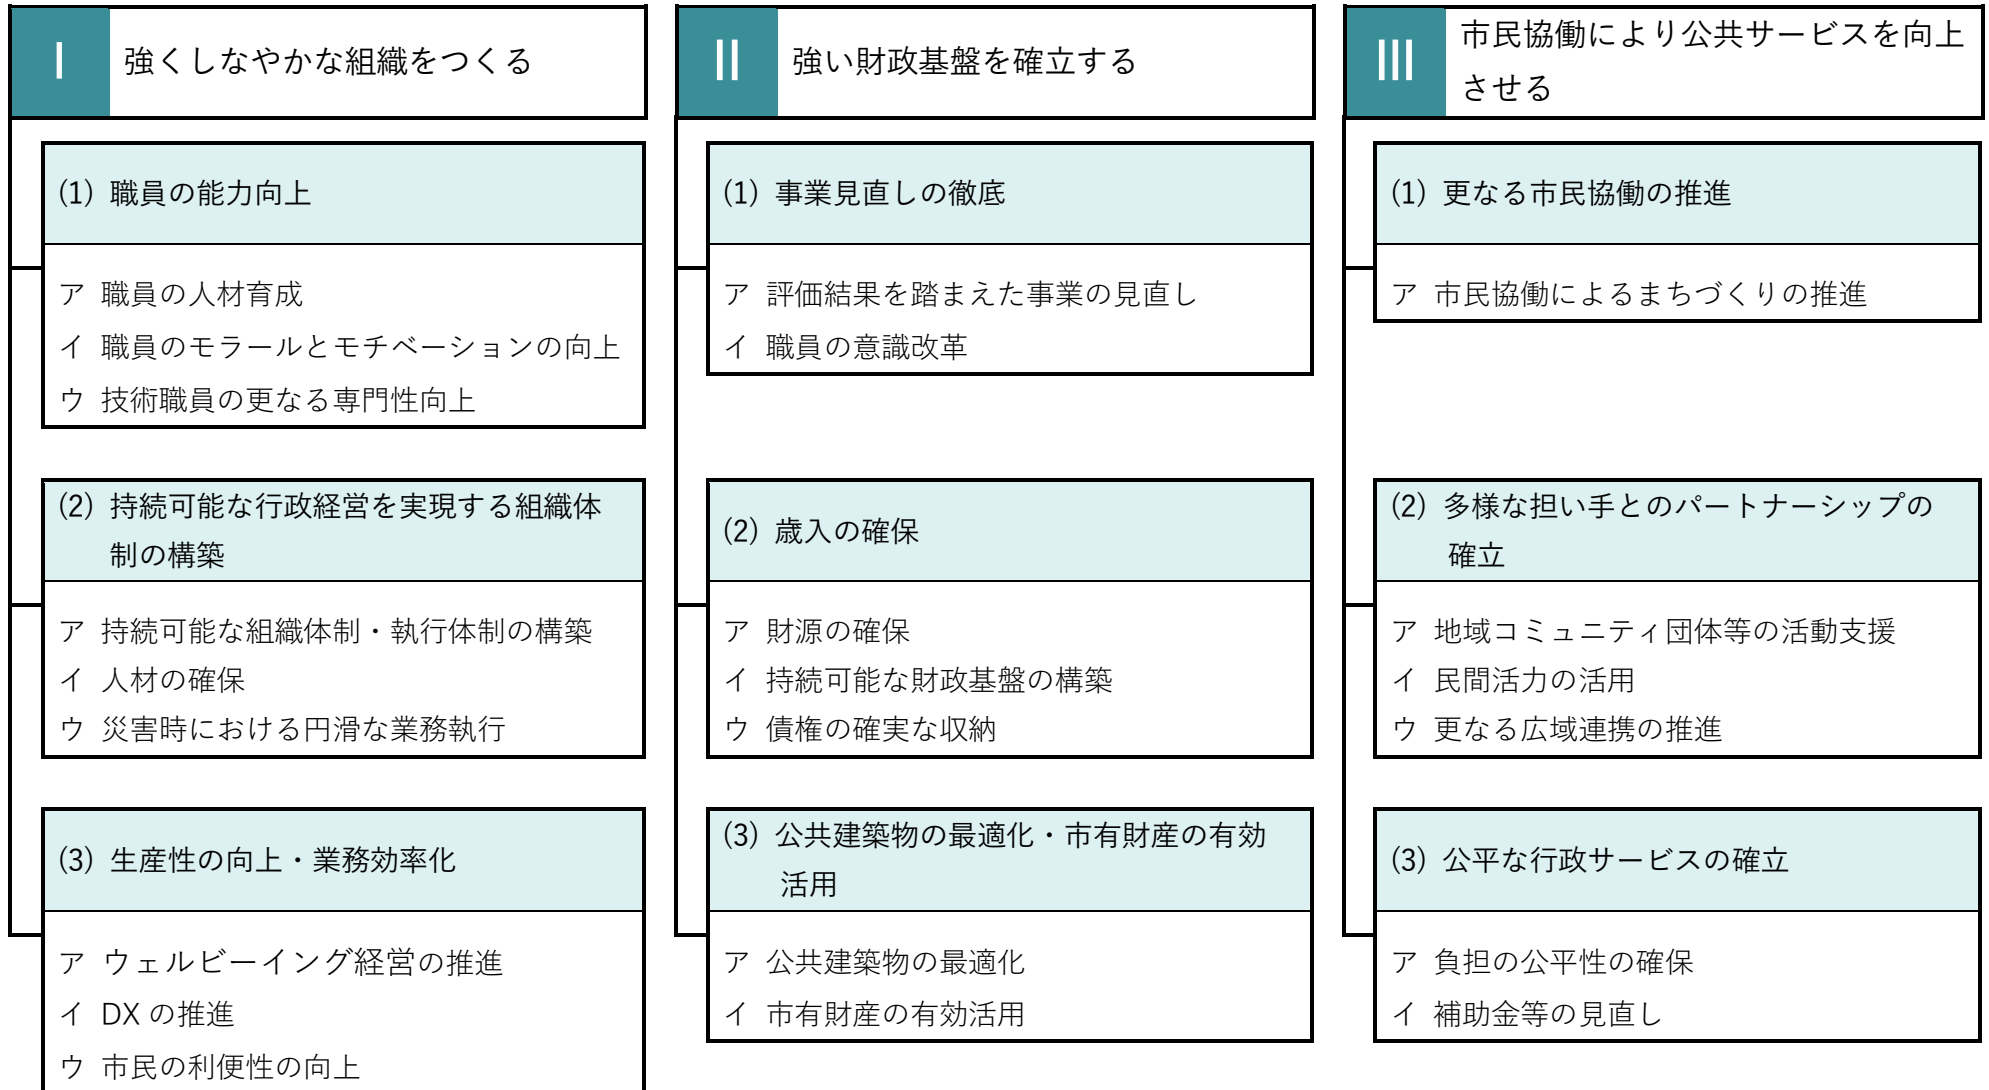 Ⅰ 強くしなやかな組織をつくる
(1) 職員の能力向上
ア 職員の人材育成
イ 職員のモラールとモチベーションの向上
ウ 技術職員の更なる専門性向上
(2) 持続可能な行政経営を実現する組織体
制の構築
ア 持続可能な組織体制・執行体制の構築
イ 人材の確保
ウ 災害時における円滑な業務執行
(3) 生産性の向上・業務効率化
ア ウェルビーイング経営の推進
イ DX の推進
ウ 市民の利便性の向上
Ⅱ 強い財政基盤を確立する
(1) 事業見直しの徹底
ア 評価結果を踏まえた事業の見直し
イ 職員の意識改革
(2) 歳入の確保
ア 財源の確保
イ 持続可能な財政基盤の構築
ウ 債権の確実な収納
(3) 公共建築物の最適化・市有財産の有効
活用
ア 公共建築物の最適化
イ 市有財産の有効活用
Ⅲ 市民協働により公共サービスを向上
させる
(1) 更なる市民協働の推進
ア 市民協働によるまちづくりの推進
(2) 多様な担い手とのパートナーシップの
確立
ア 地域コミュニティ団体等の活動支援
イ 民間活力の活用
ウ 更なる広域連携の推進
(3) 公平な行政サービスの確立
ア 負担の公平性の確保
イ 補助金等の見直し